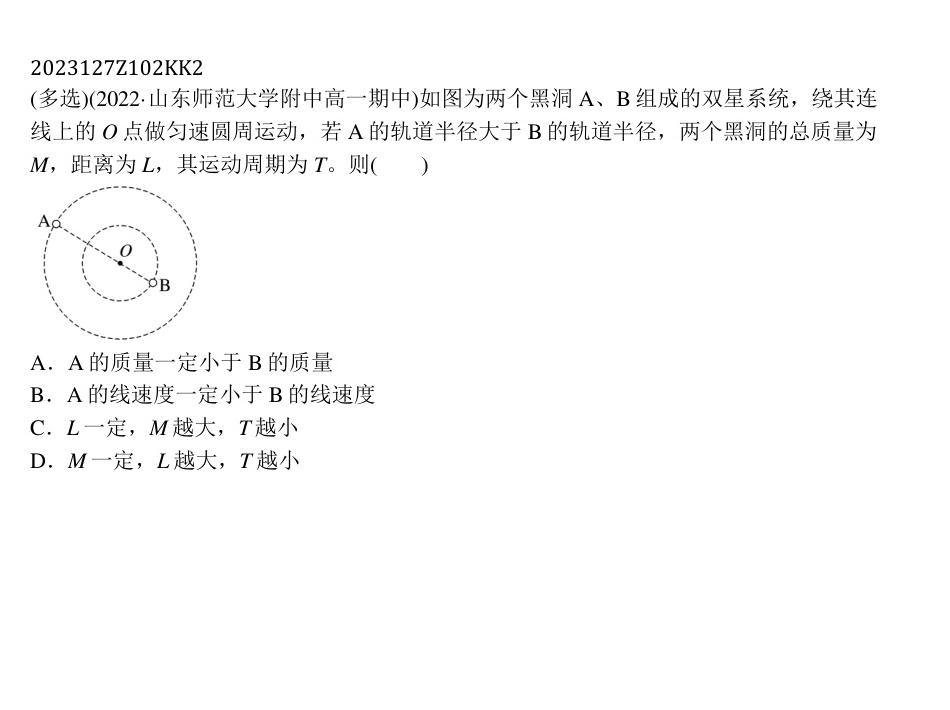 2023127Z102KK2
(多选)(2022·山东师范大学附中高一期中)如图为两个黑洞 A、B 组成的双星系统，绕其连
线上的 O 点做匀速圆周运动，若 A 的轨道半径大于 B 的轨道半径，两个黑洞的总质量为
M，距离为 L，其运动周期为 T。则(　　)
A
O
B
A．A 的质量一定小于 B 的质量
B．A 的线速度一定小于 B 的线速度
C．L 一定，M 越大，T 越小
D．M 一定，L 越大，T 越小